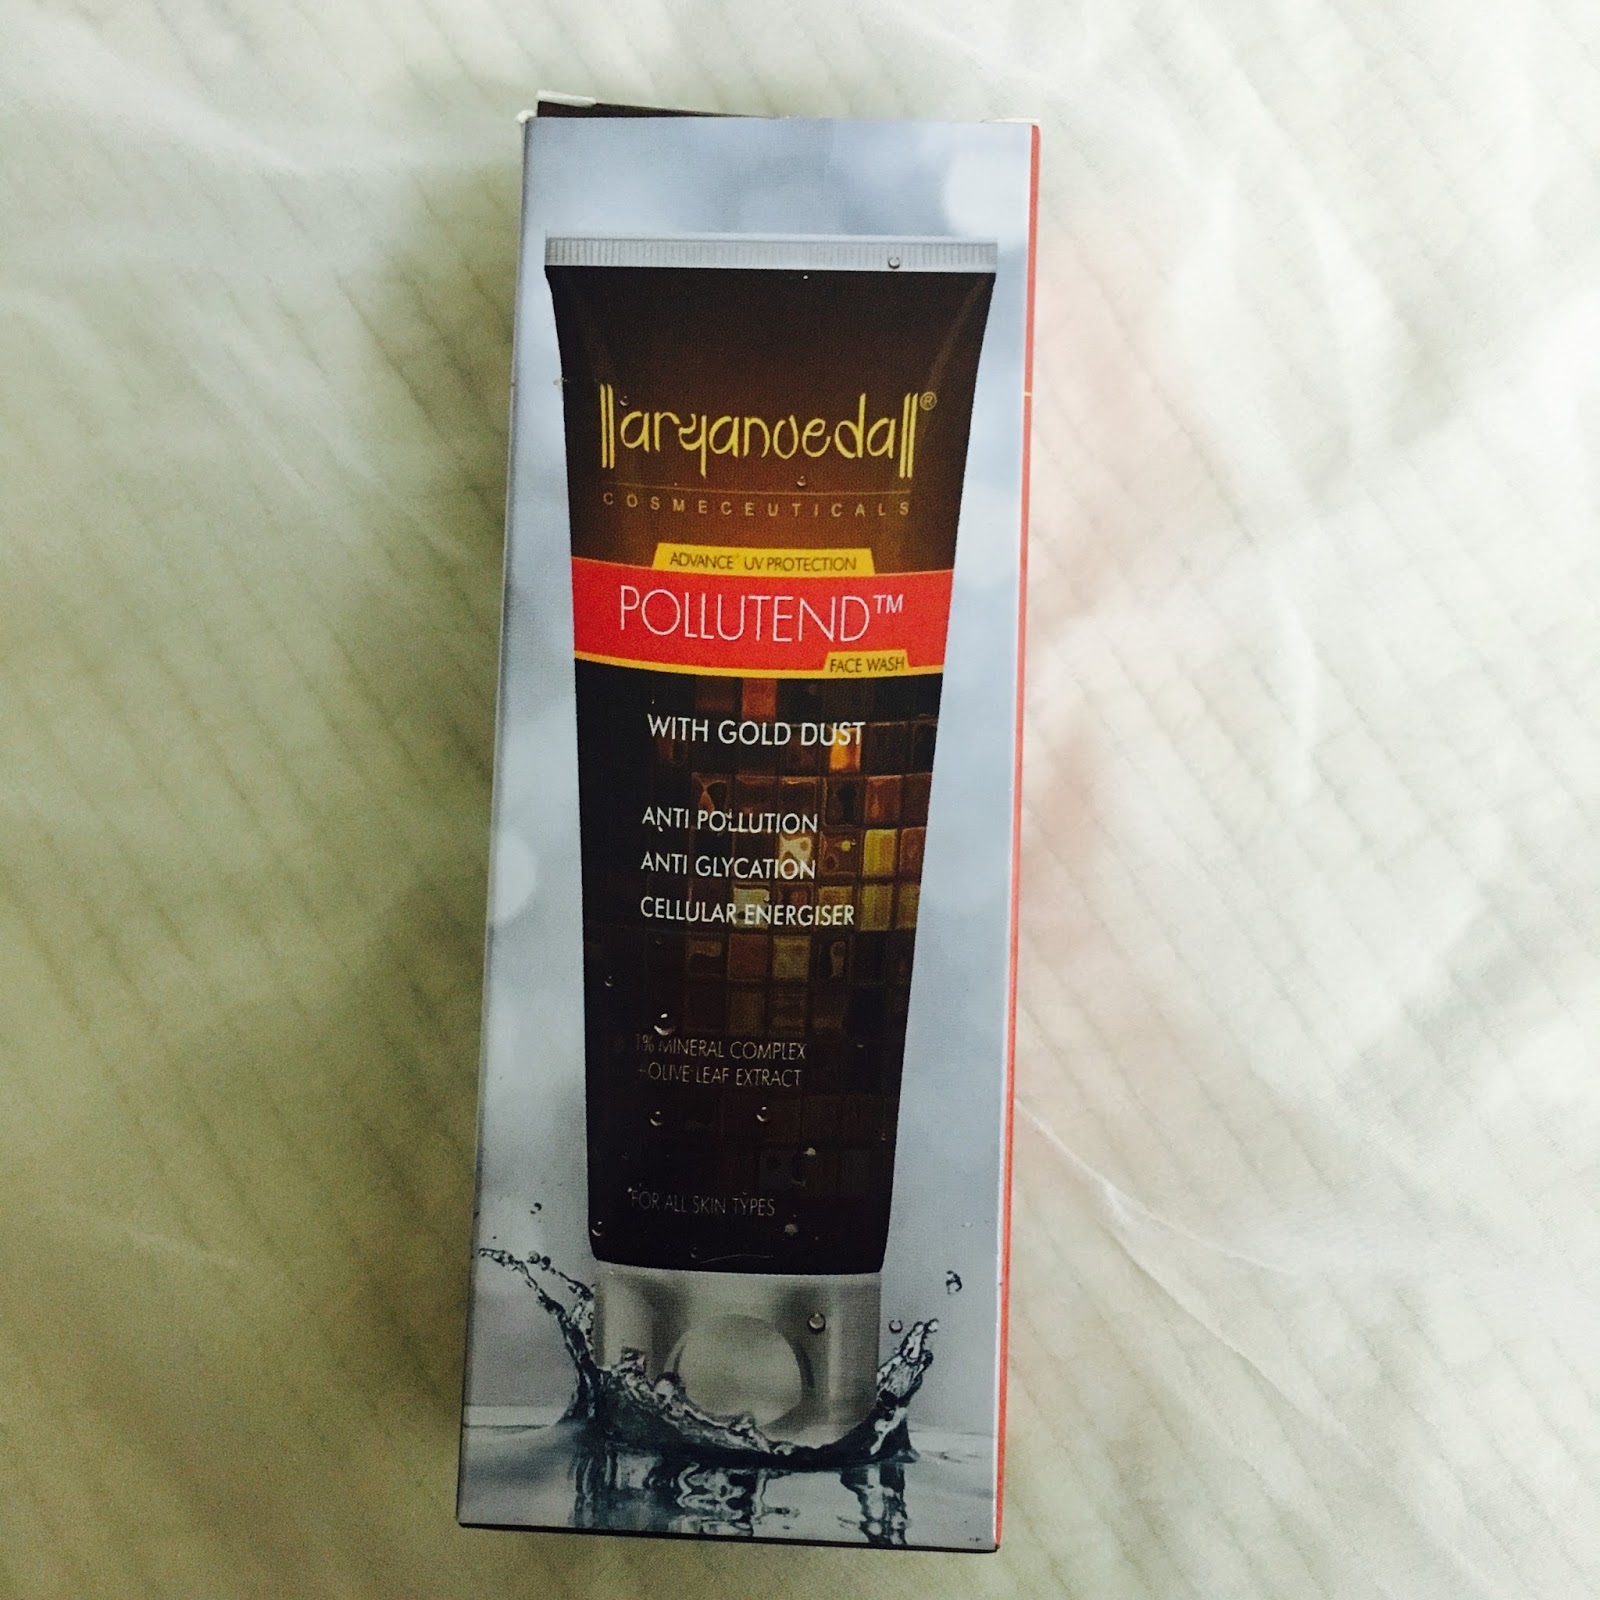 ||aryanveda||®
COSMECEUTICALS
ADVANCE+ UV PROTECTION
POLLUTEND™
FACE WASH
WITH GOLD DUST
ANTI POLLUTION
ANTI GLYCATION
CELLULAR ENERGISER
1% MINERAL COMPLEX
+OLIVE LEAF EXTRACT
FOR ALL SKIN TYPES